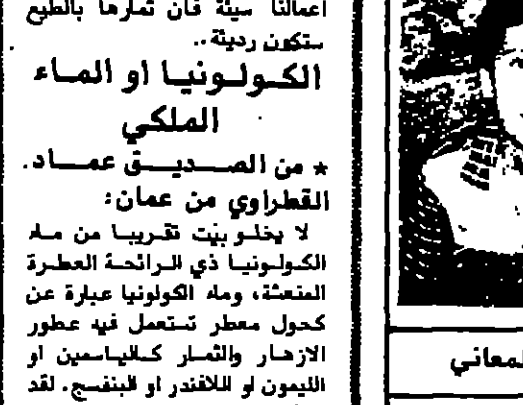 اعمالنا سيئة فان ثمارها بالطبع
ستكون رديئة..
الكولونيا او الماء
الملكي
* من الصديق عماد
القطراوي من عمان:
لا يخلو بيت تقريبا من ماء
الكولونيا ذي الرائحة العطرة
المنعشة، وماء الكولونيا عبارة عن
كحول معطر تستعمل فيه عطور
الازهار والثمار كالياسمين او
الليمون او اللافندر او البنفسج. لقد
لمعاني